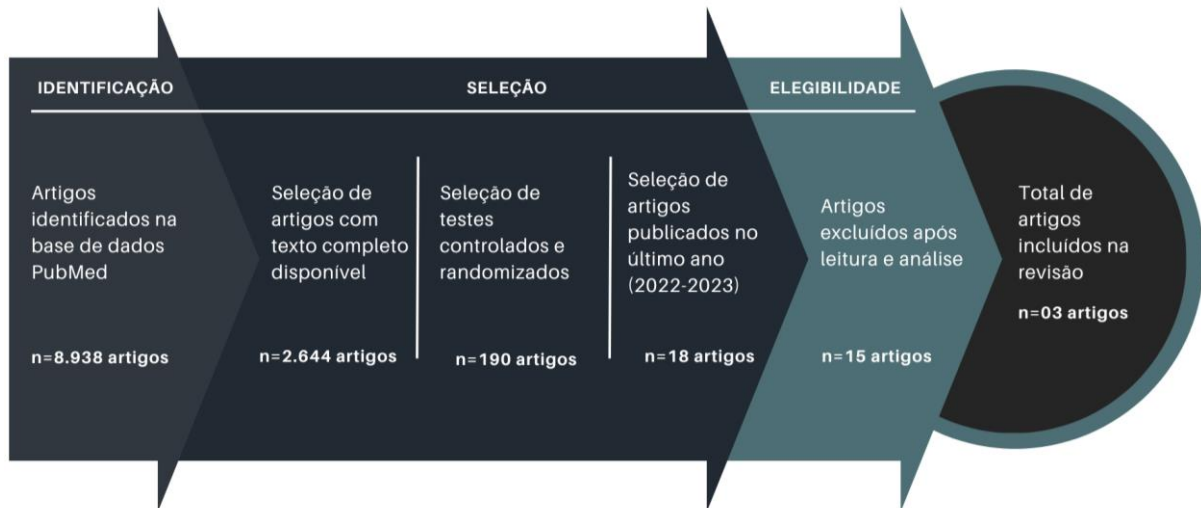 IDENTIFICAÇÃO
SELEÇÃO
ELEGIBILIDADE
Artigos
identificados na
base de dados
PubMed
n=8.938 artigos
Seleção de
artigos com
texto completo
disponível
n=2.644 artigos
Seleção de
testes
controlados e
randomizados
n=190 artigos
Seleção de
artigos
publicados no
último ano
(2022-2023)
n=18 artigos
Artigos
excluídos após
leitura e análise
n=15 artigos
Total de
artigos
incluídos na
revisão
n=03 artigos